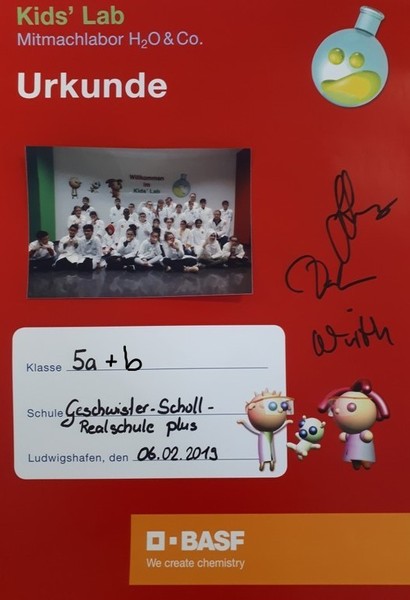 Kids' Lab
Mitmachlabor H₂O & Co.
Urkunde
Willkommen
im
Kids' Lab
Wirth
Klasse 5a + b
Schule Geschwister-Scholl-
Realschule plus
Ludwigshafen, den 06.02.2019
BASF
We create chemistry